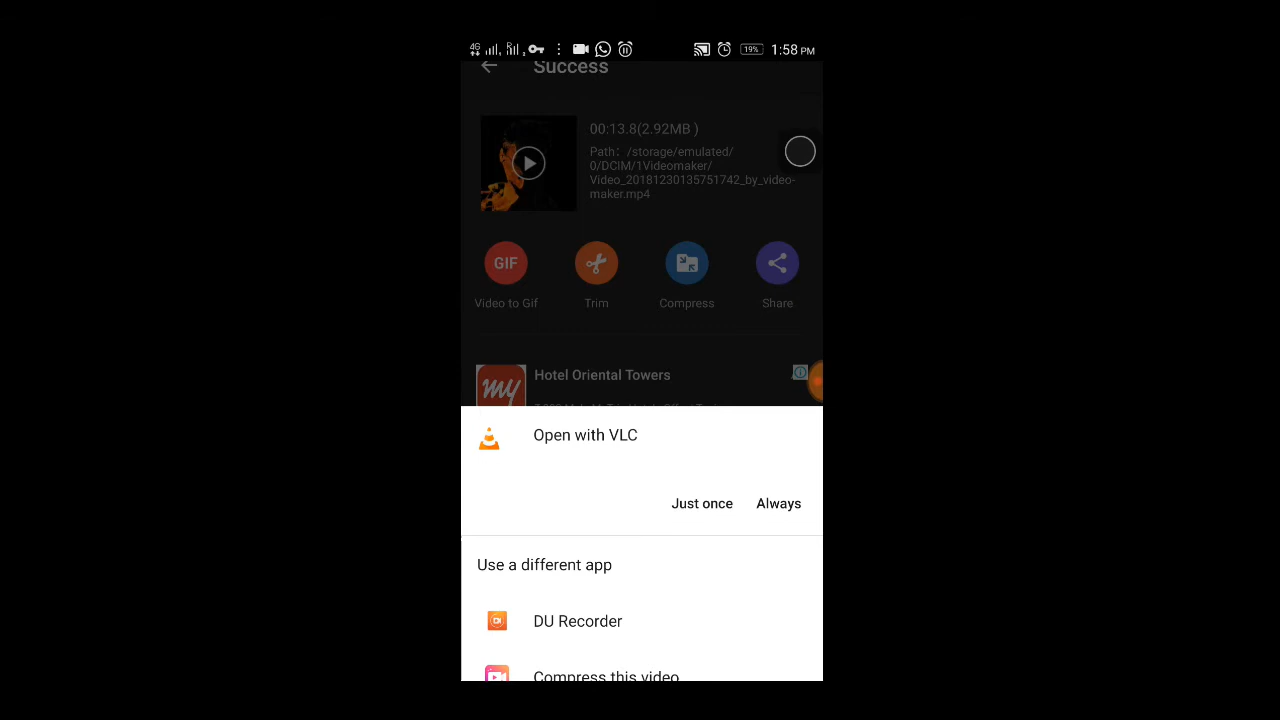 4G
R
19%
1:58 PM
Success
00:13.8(2.92MB )
Path: /storage/emulated/
0/DCIM/1Videomaker/
Video_20181230135751742_by_video-
maker.mp4
GIF
Video to Gif
Trim
Compress
Share
my
Hotel Oriental Towers
Open with VLC
Just once
Always
Use a different app
DU Recorder
Compress this video